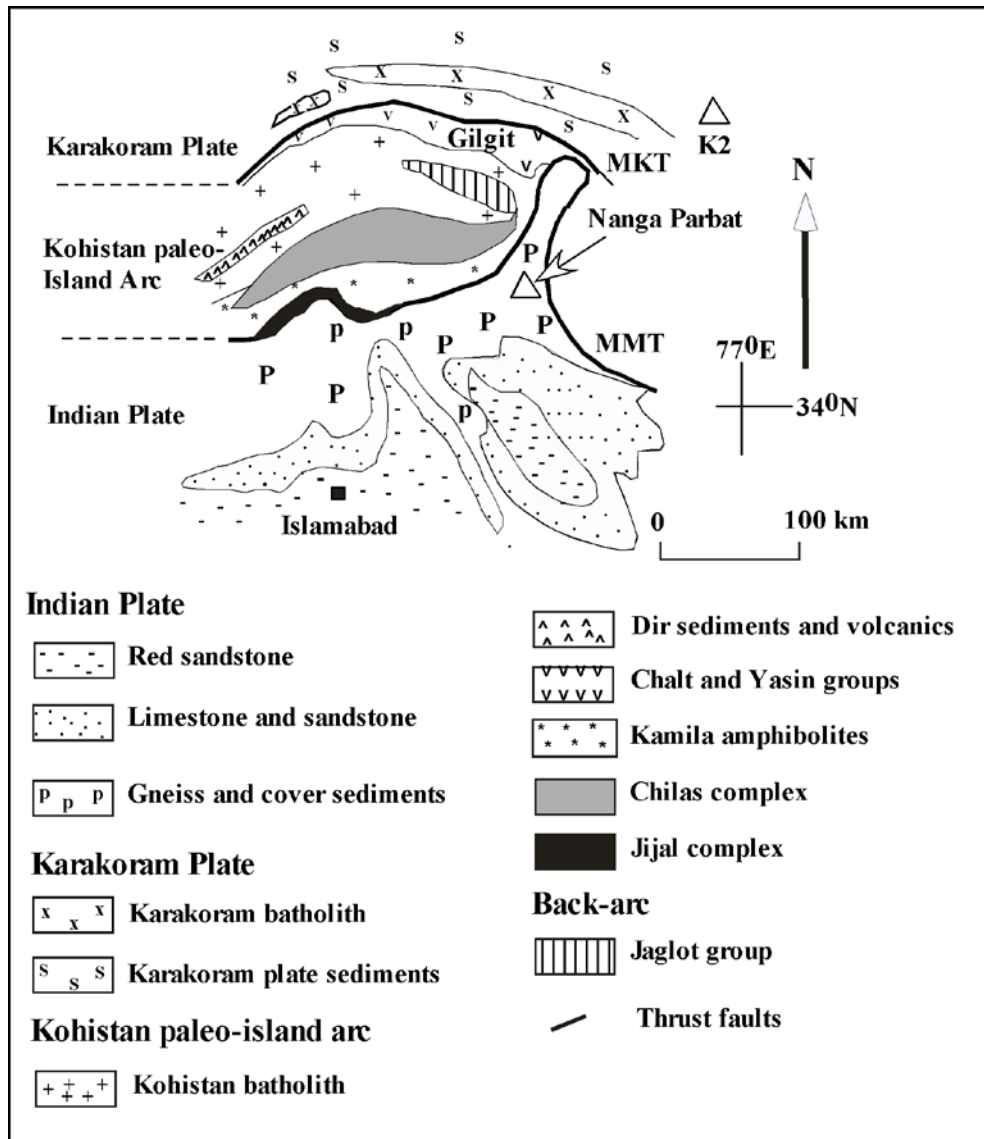 K2
Karakoram Plate
Gilgit
MKT
N
Nanga Parbat
Kohistan paleo-
Island Arc
MMT
77⁰E
34⁰N
Indian Plate
Islamabad
0 100 km
Indian Plate
Red sandstone
Limestone and sandstone
Gneiss and cover sediments
Karakoram Plate
Karakoram batholith
Karakoram plate sediments
Kohistan paleo-island arc
Kohistan batholith
Dir sediments and volcanics
Chalt and Yasin groups
Kamila amphibolites
Chilas complex
Jijal complex
Back-arc
Jaglot group
Thrust faults